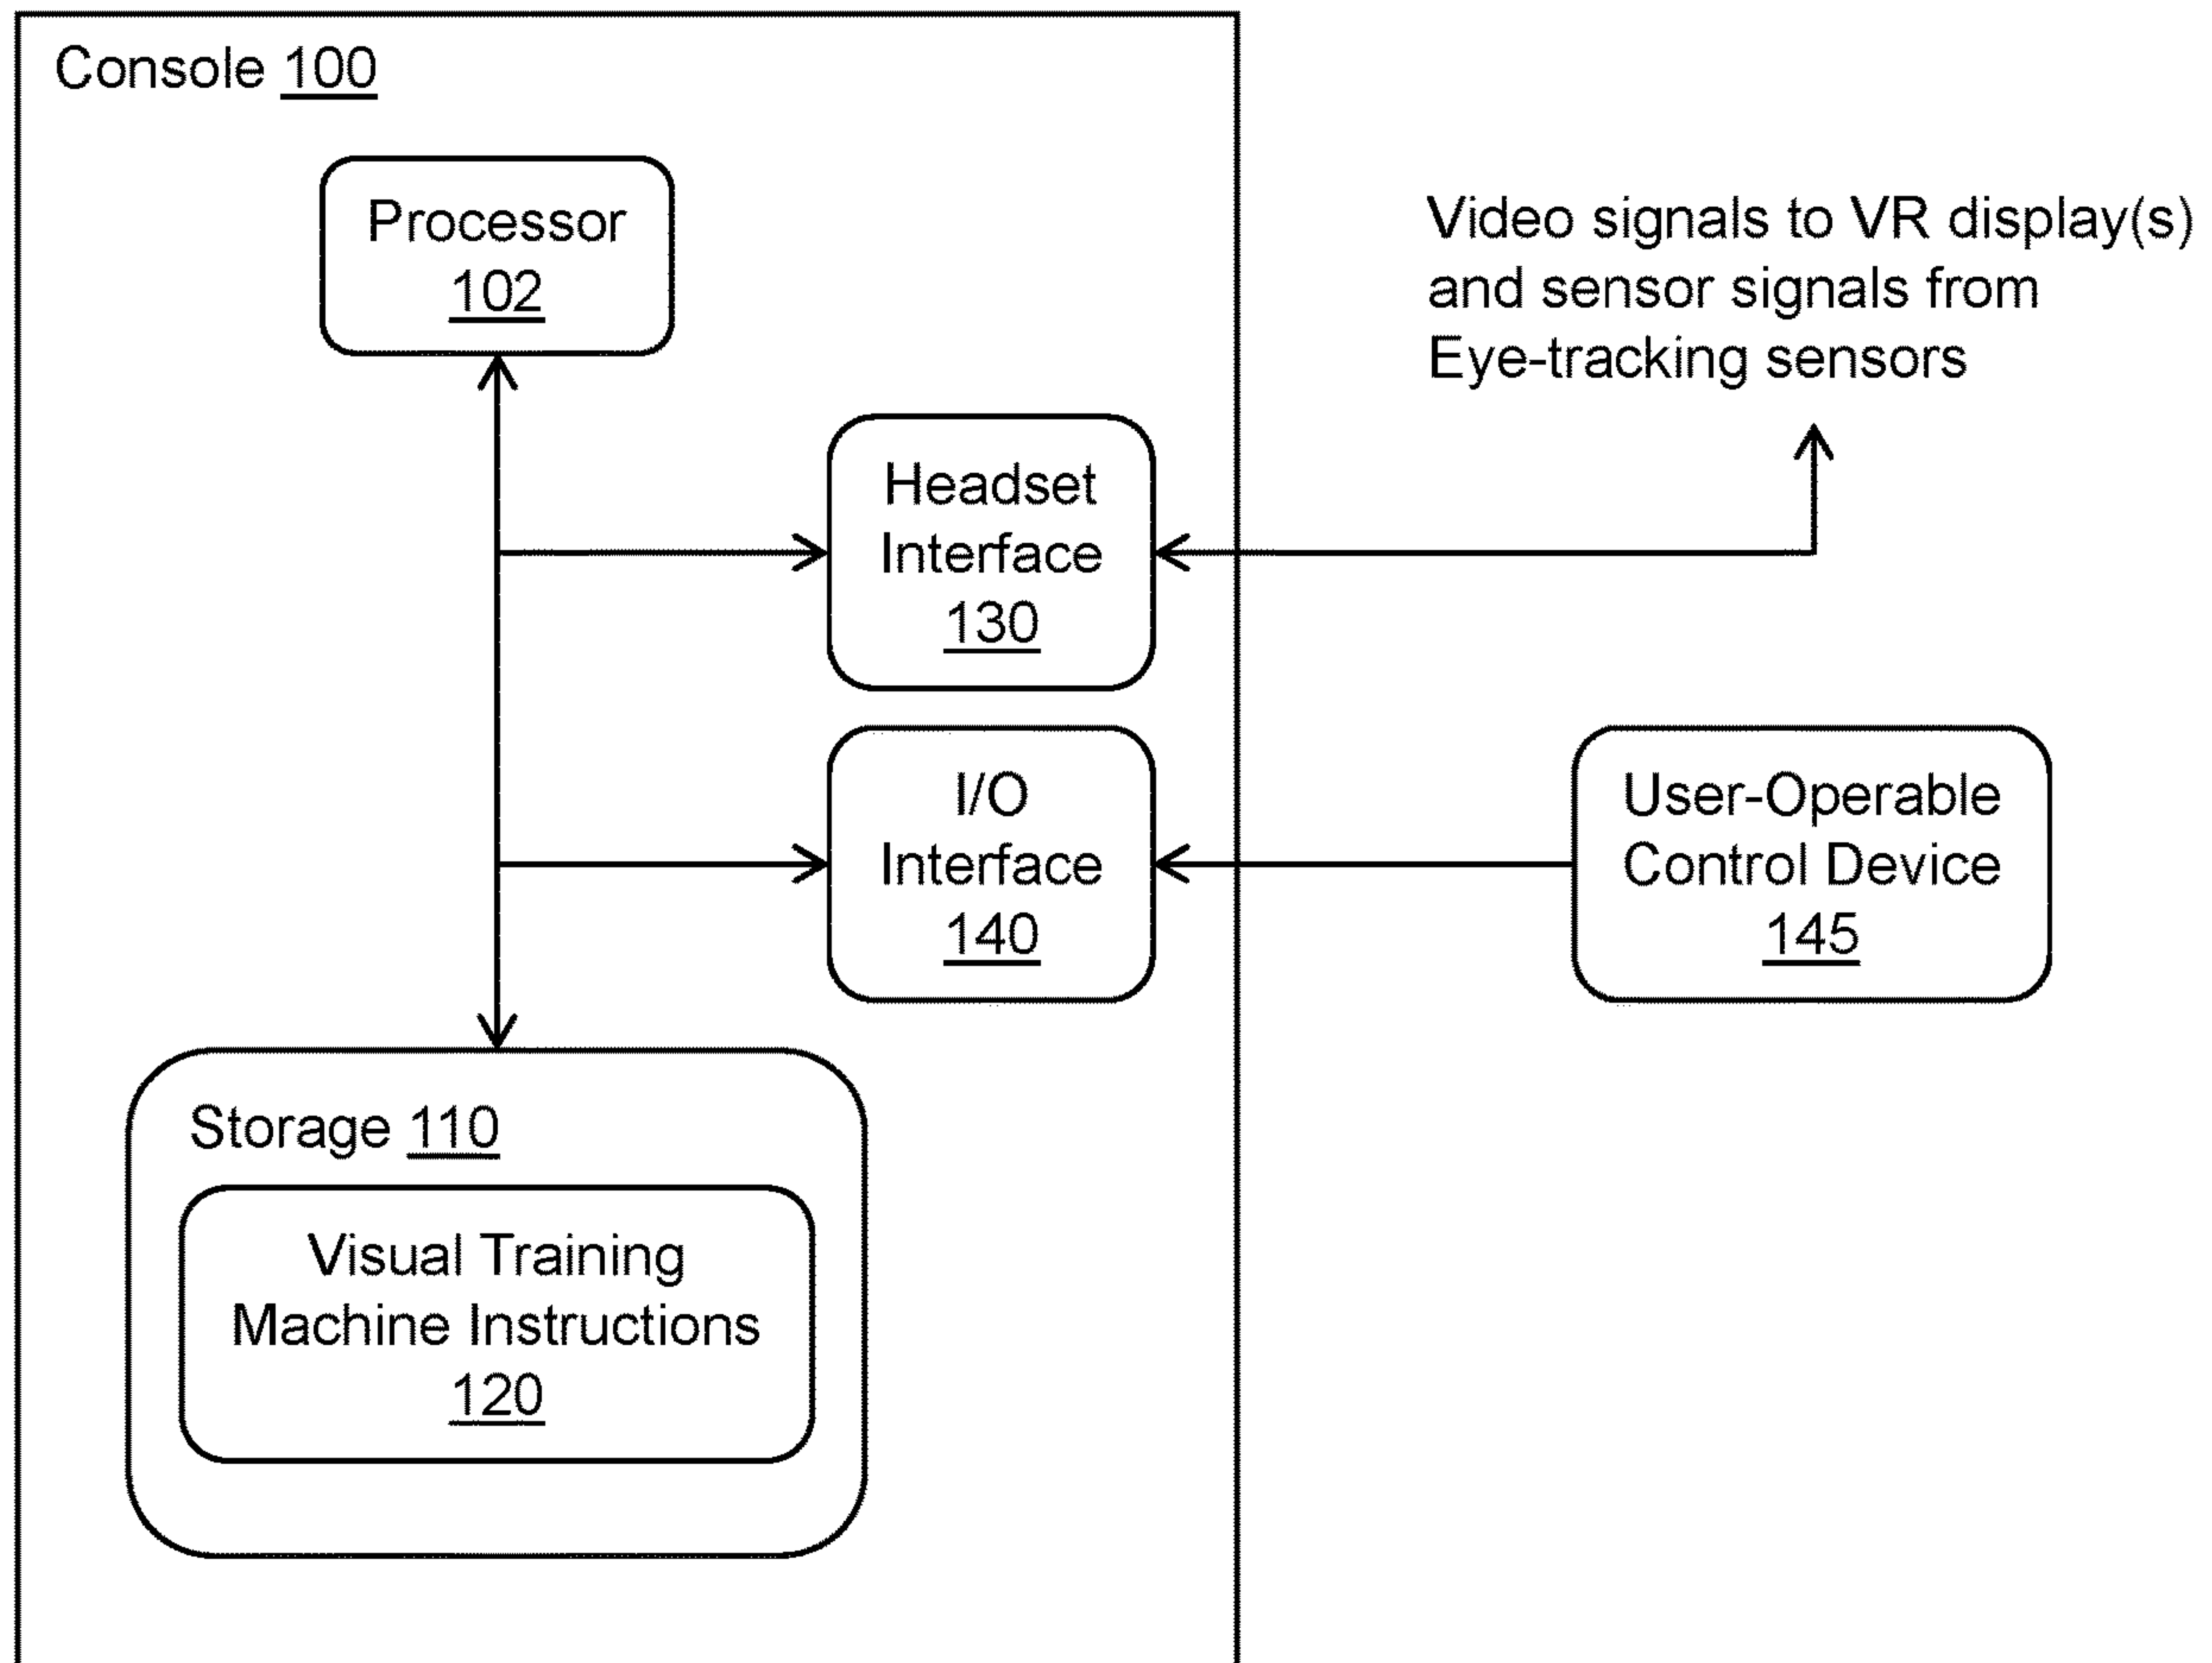 Console 100
Processor
102
Video signals to VR display(s)
and sensor signals from
Eye-tracking sensors
Headset
Interface
130
I/O
Interface
140
User-Operable
Control Device
145
Storage 110
Visual Training
Machine Instructions
120